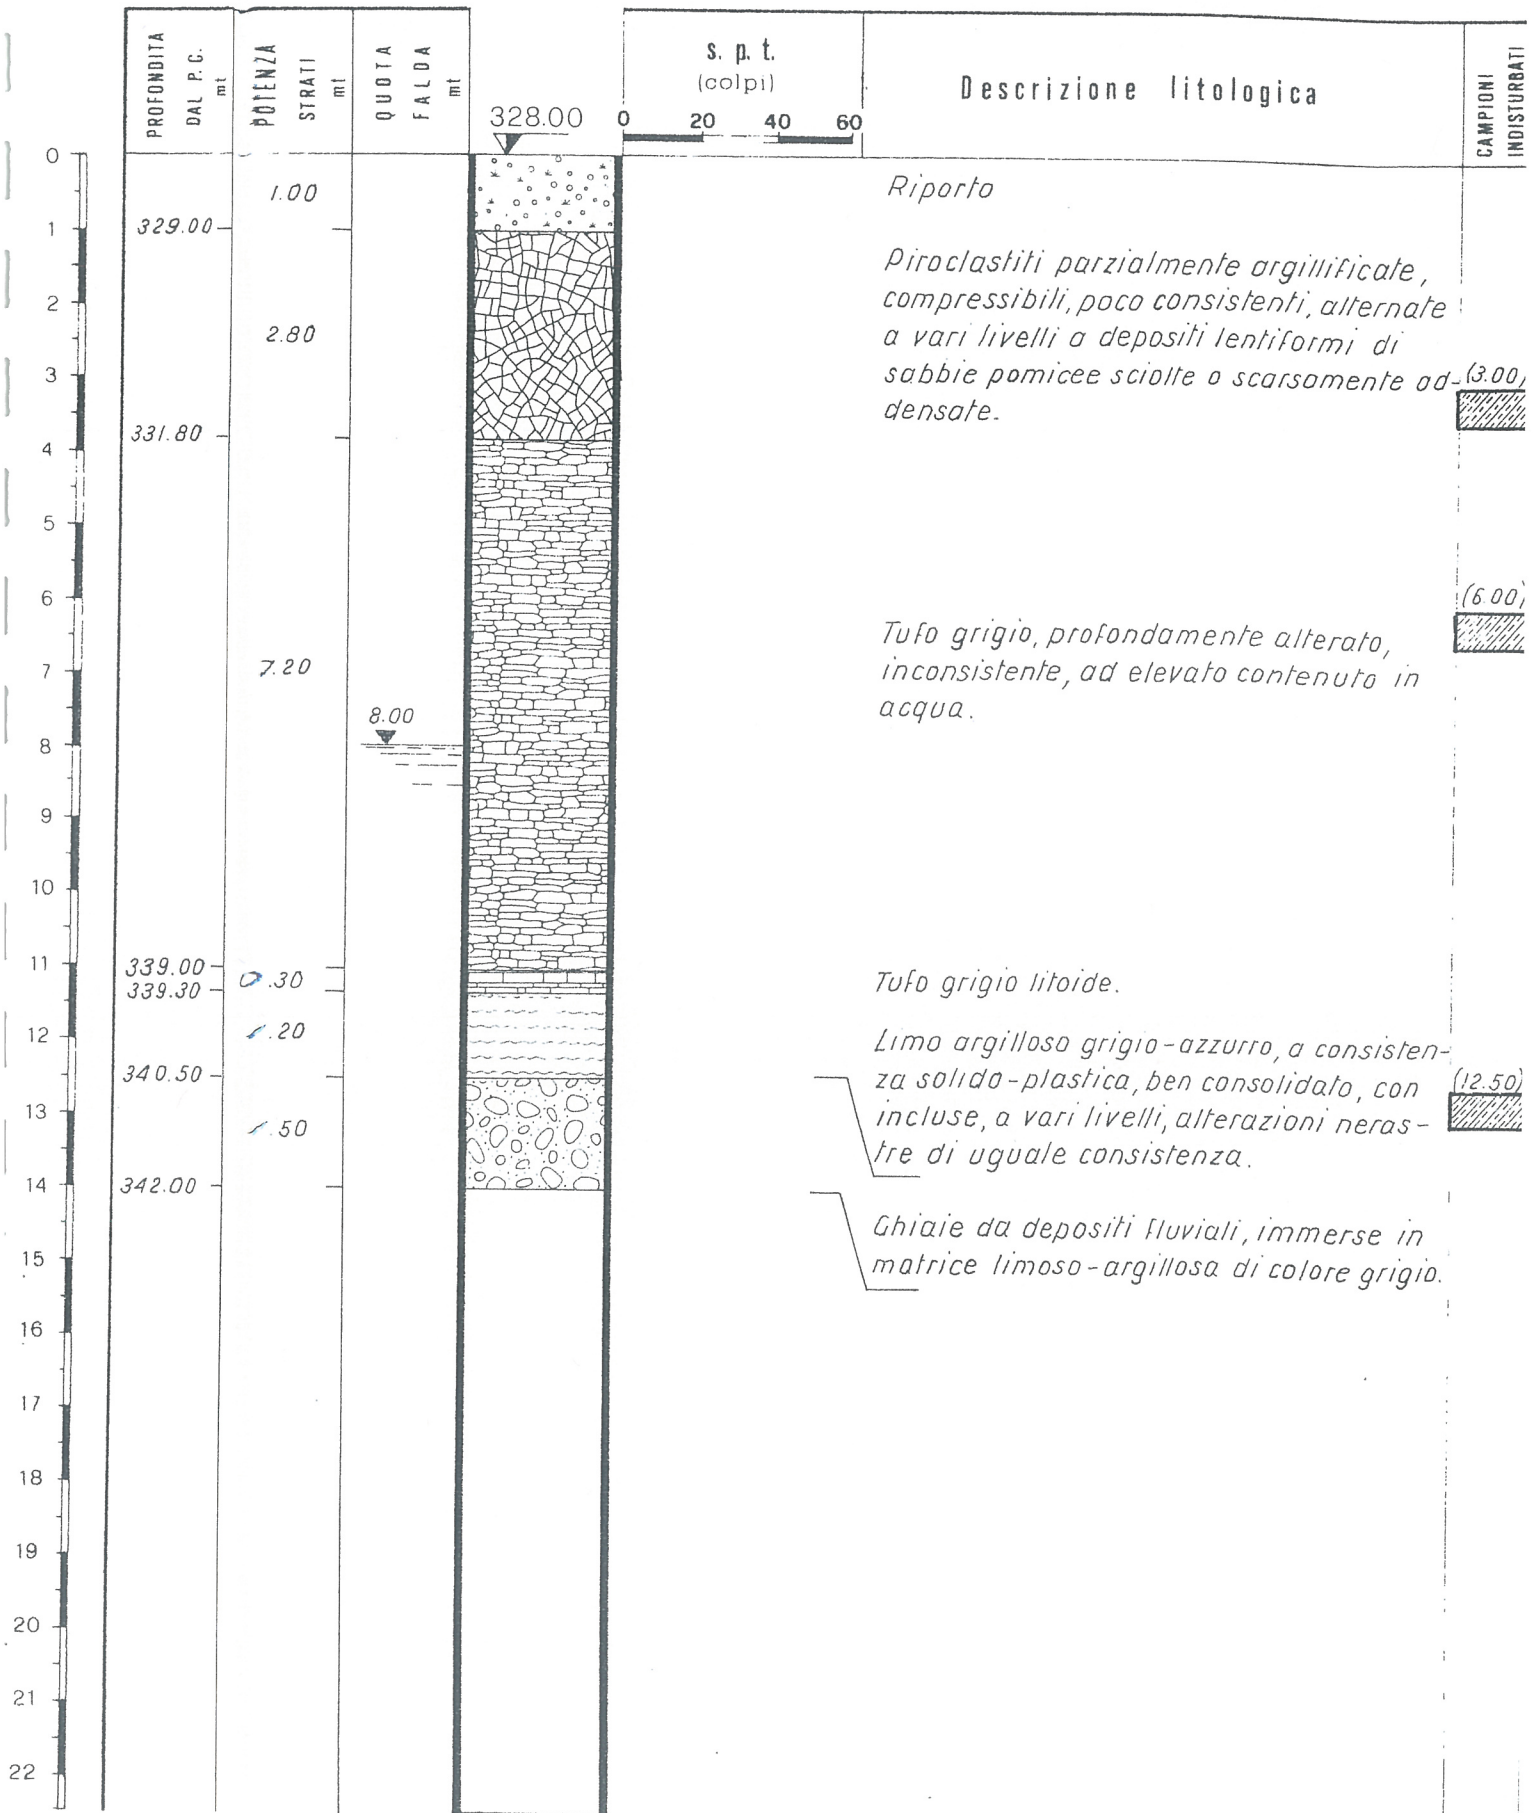 PROFONDITA DAL P.C. mt
POTENZA STRATI mt
QUOTA FALDA mt
328.00
s. p. t.
(colpi)
0 20 40 60
Descrizione litologica
CAMPIONI INDISTURBATI
0
1.00
Riporto
1
329.00
Piroclastiti parzialmente argillificate,
compressibili, poco consistenti, alternate
a vari livelli a depositi lentiformi di
sabbie pomicee sciolte o scarsamente ad-
densate.
2
2.80
3
(3.00)
331.80
4
5
6
(6.00)
Tufo grigio, profondamente alterato,
inconsistente, ad elevato contenuto in
acqua.
7
7.20
8.00
8
9
10
11
339.00
339.30
0.30
Tufo grigio litoide.
12
.20
Limo argilloso grigio-azzurro, a consisten-
za solido-plastica, ben consolidato, con
incluse, a vari livelli, alterazioni neras-
tre di uguale consistenza.
340.50
(12.50)
13
.50
14
342.00
Ghiaie da depositi fluviali, immerse in
matrice limoso-argillosa di colore grigio.
15
16
17
18
19
20
21
22